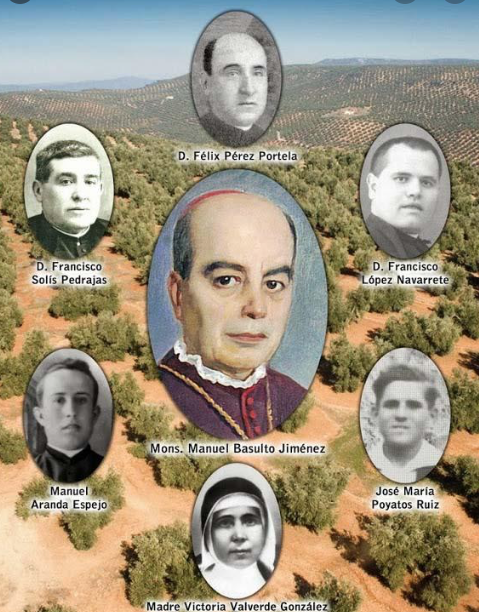 D. Félix Pérez Portela
D. Francisco
Solís Pedrajas
D. Francisco
López Navarrete
Mons. Manuel Basulto Jiménez
Manuel
Aranda Espejo
José María
Poyatos Ruiz
Madre Victoria Valverde González